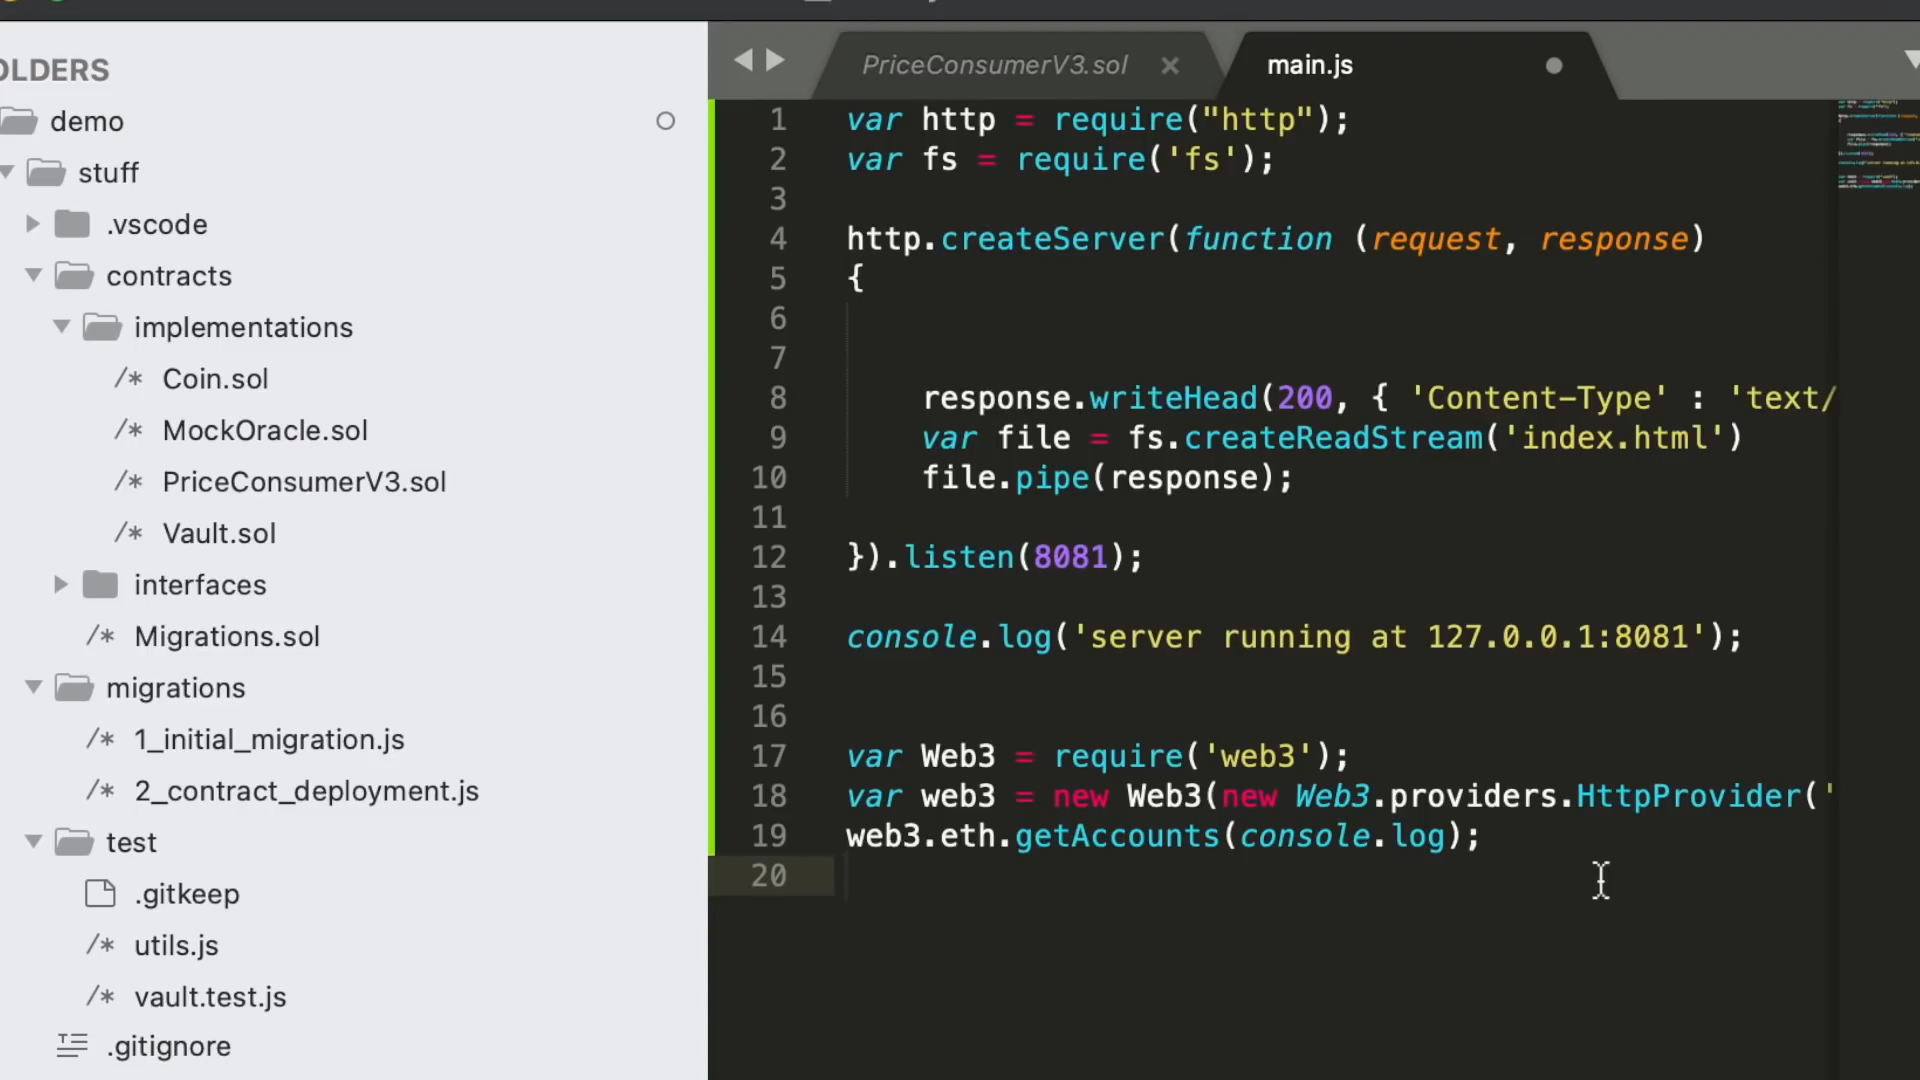 OLDERS
demo
stuff
.vscode
contracts
implementations
/* Coin.sol
/* MockOracle.sol
/* PriceConsumerV3.sol
/* Vault.sol
interfaces
/* Migrations.sol
migrations
/* 1_initial_migration.js
/* 2_contract_deployment.js
test
.gitkeep
/* utils.js
/* vault.test.js
.gitignore
PriceConsumerV3.sol
main.js
1 var http = require("http");
2 var fs = require('fs');
3
4 http.createServer(function (request, response)
5 {
6
7
8 response.writeHead(200, { 'Content-Type' : 'text/
9 var file = fs.createReadStream('index.html')
10 file.pipe(response);
11
12 }).listen(8081);
13
14 console.log('server running at 127.0.0.1:8081');
15
16
17 var Web3 = require('web3');
18 var web3 = new Web3(new Web3.providers.HttpProvider('
19 web3.eth.getAccounts(console.log);
20